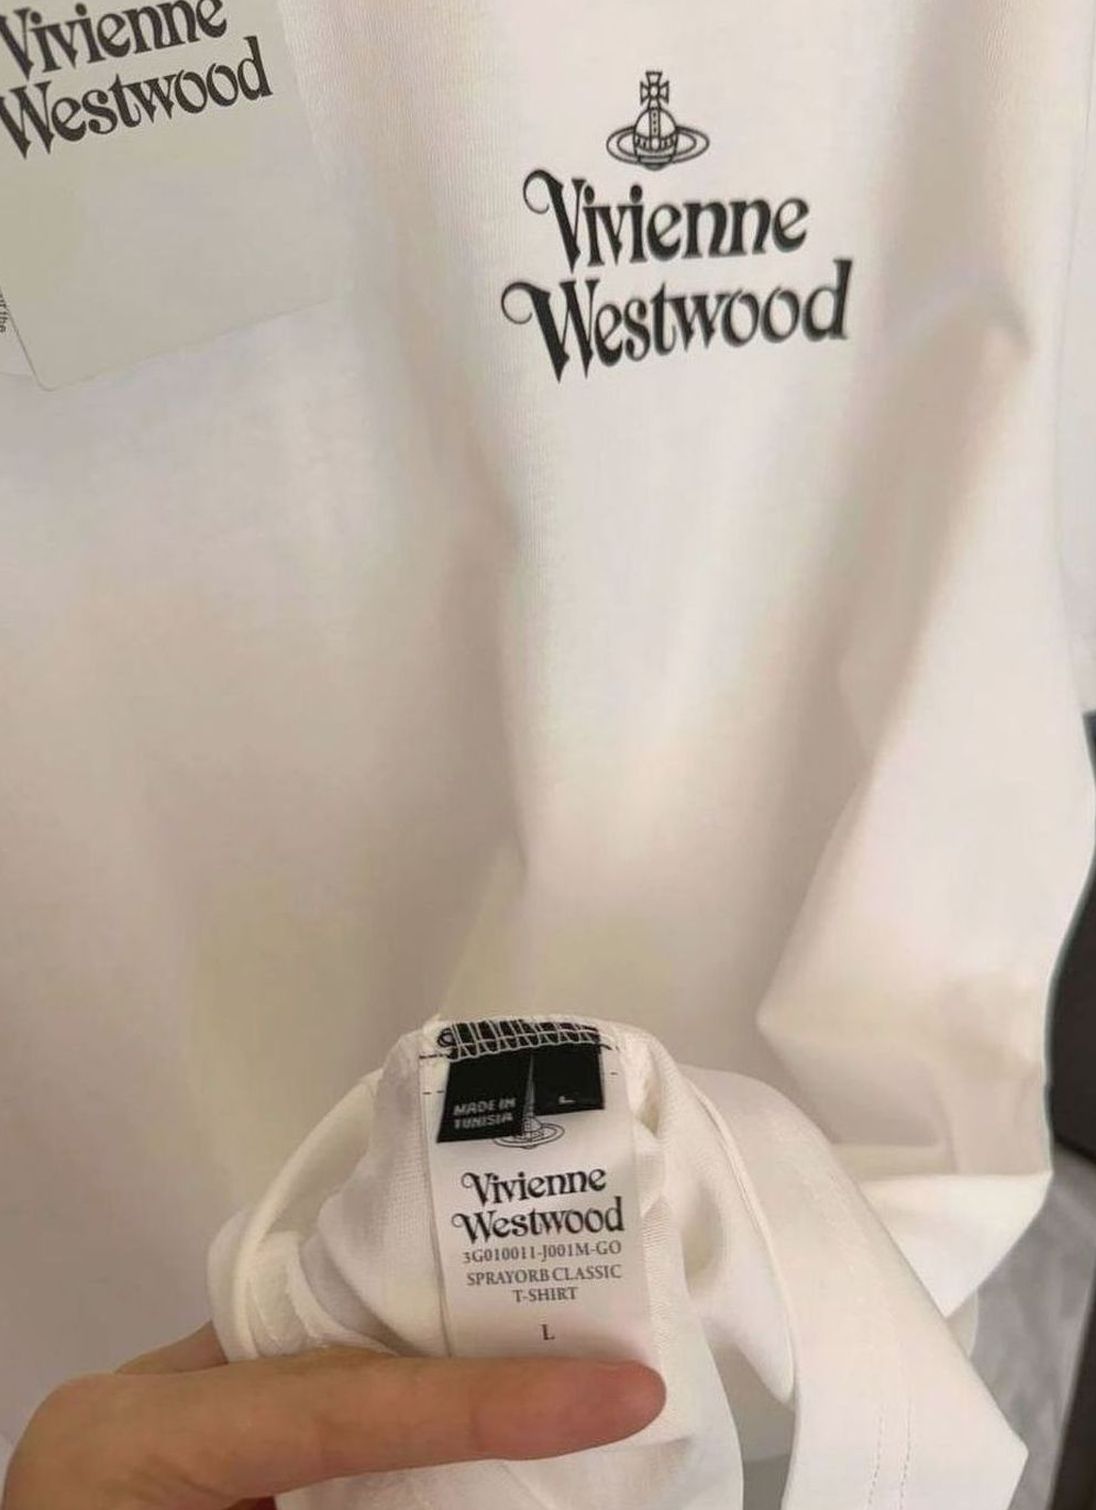 Vivienne
Westwood
Vivienne
Westwood
MADE IN
TUNISIA
L
Vivienne
Westwood
3G010011-J001M-GO
SPRAYORB CLASSIC
T-SHIRT
L